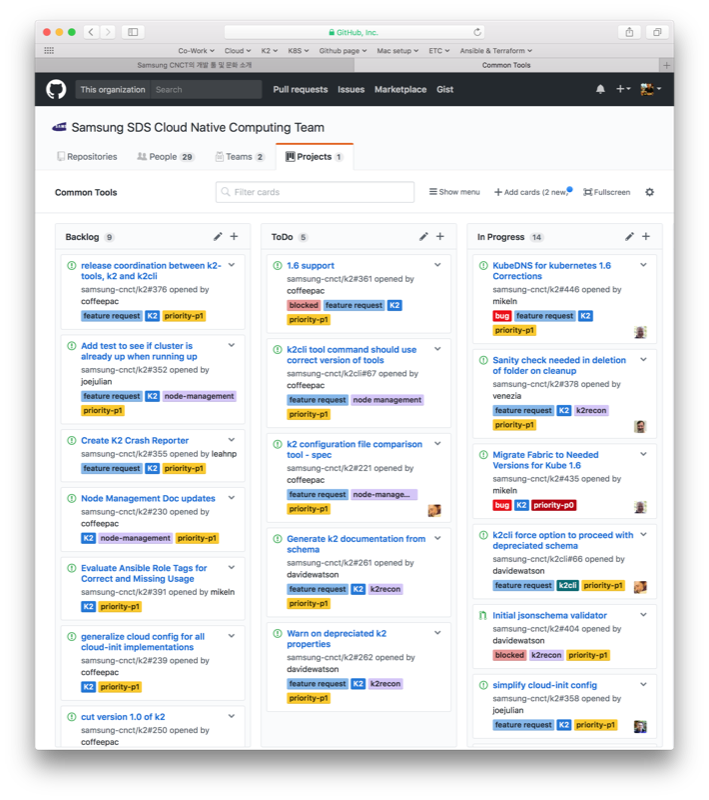 GitHub, Inc.
Co-Work Cloud K2 K8S Github page Mac setup ETC Ansible & Terraform
Samsung CNCT의 개발 툴 및 문화 소개
Common Tools
This organization Search Pull requests Issues Marketplace Gist
Samsung SDS Cloud Native Computing Team
Repositories People 29 Teams 2 Projects 1
Common Tools Filter cards Show menu Add cards (2 new) Fullscreen
Backlog 9
release coordination between k2-
tools, k2 and k2cli
samsung-cnct/k2#376 opened by
coffeepac
feature request K2 priority-p1
Add test to see if cluster is
already up when running up
samsung-cnct/k2#352 opened by
joejulian
feature request K2 node-management
priority-p1
Create K2 Crash Reporter
samsung-cnct/k2#355 opened by leahnp
feature request K2 priority-p1
Node Management Doc updates
samsung-cnct/k2#230 opened by
coffeepac
K2 node-management priority-p1
Evaluate Ansible Role Tags for
Correct and Missing Usage
samsung-cnct/k2#391 opened by mikeln
K2 priority-p1
generalize cloud config for all
cloud-init implementations
samsung-cnct/k2#239 opened by
coffeepac
K2 priority-p1
cut version 1.0 of k2
samsung-cnct/k2#250 opened by
coffeepac
ToDo 5
1.6 support
samsung-cnct/k2#361 opened by
coffeepac
blocked feature request K2
priority-p1
k2cli tool command should use
correct version of tools
samsung-cnct/k2cli#67 opened by
coffeepac
feature request node management
priority-p1
k2 configuration file comparison
tool - spec
samsung-cnct/k2#221 opened by
coffeepac
feature request node-manage...
priority-p1
Generate k2 documentation from
schema
samsung-cnct/k2#261 opened by
davidewatson
feature request K2 k2recon
priority-p1
Warn on depreciated k2
properties
samsung-cnct/k2#262 opened by
davidewatson
feature request K2 k2recon
priority-p1
In Progress 14
KubeDNS for kubernetes 1.6
Corrections
samsung-cnct/k2#446 opened by
mikeln
bug feature request K2
priority-p1
Sanity check needed in deletion
of folder on cleanup
samsung-cnct/k2#378 opened by
venezia
feature request K2 k2recon
priority-p1
Migrate Fabric to Needed
Versions for Kube 1.6
samsung-cnct/k2#435 opened by
mikeln
bug K2 priority-p0
k2cli force option to proceed with
depreciated schema
samsung-cnct/k2cli#66 opened by
davidewatson
feature request k2cli priority-p1
Initial jsonschema validator
samsung-cnct/k2#404 opened by
davidewatson
blocked k2recon priority-p1
simplify cloud-init config
samsung-cnct/k2#358 opened by
joejulian
feature request K2 priority-p1